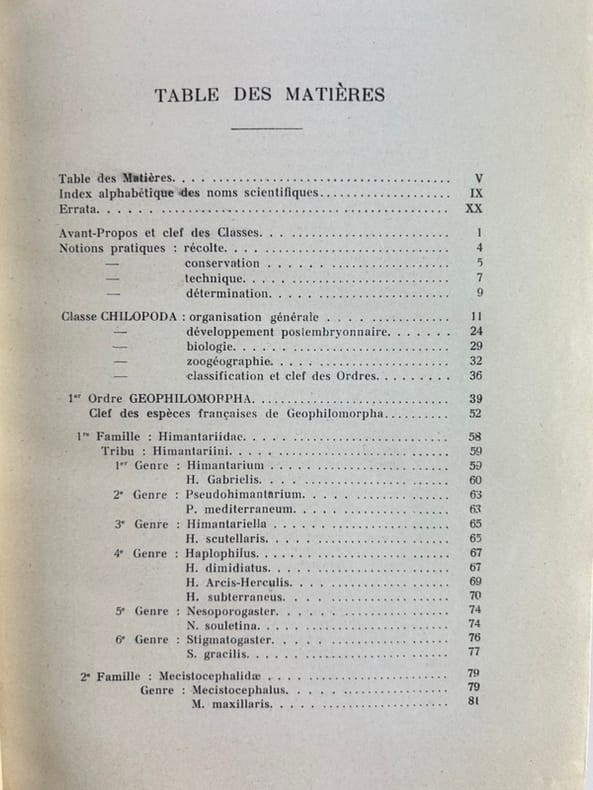 TABLE DES MATIÈRES
Table des Matières. . . . . . . . . . . . . . . . . . . . V
Index alphabétique des noms scientifiques. . . . . . . . . . IX
Errata. . . . . . . . . . . . . . . . . . . . XX
Avant-Propos et clef des Classes. . . . . . . . . . 1
Notions pratiques : récolte. . . . . . . . . . 4
— conservation . . . . . . . . . . 5
— technique. . . . . . . . . . 7
— détermination. . . . . . . . . . 9
Classe CHILOPODA : organisation générale . . . . . . . . . . 11
— développement postembryonnaire. . . . . . . 24
— biologie. . . . . . . . . . 29
— zoogéographie. . . . . . . . . . 32
— classification et clef des Ordres. . . . . . . . . 36
1er Ordre GEOPHILOMORPHA. . . . . . . . . . 39
Clef des espèces françaises de Geophilomorpha. . . . . . . . . . 52
1re Famille : Himantariidae. . . . . . . . . . 58
Tribu : Himantariini. . . . . . . . . . 59
1er Genre : Himantarium . . . . . . . . . . 59
H. Gabrielis. . . . . . . . . . 60
2e Genre : Pseudohimantarium. . . . . . . . . . 63
P. mediterraneum. . . . . . . . . . 63
3e Genre : Himantariella . . . . . . . . . . 65
H. scutellaris. . . . . . . . . . 65
4e Genre : Haplophilus. . . . . . . . . . 67
H. dimidiatus. . . . . . . . . . 67
H. Arcis-Herculis. . . . . . . . . . 69
H. subterraneus. . . . . . . . . . 70
5e Genre : Nesoporogaster. . . . . . . . . . 74
N. souletina. . . . . . . . . . 74
6e Genre : Stigmatogaster. . . . . . . . . . 76
S. gracilis. . . . . . . . . . 77
2e Famille : Mecistocephalidæ . . . . . . . . . . 79
Genre : Mecistocephalus. . . . . . . . . . 79
M. maxillaris. . . . . . . . . . 81